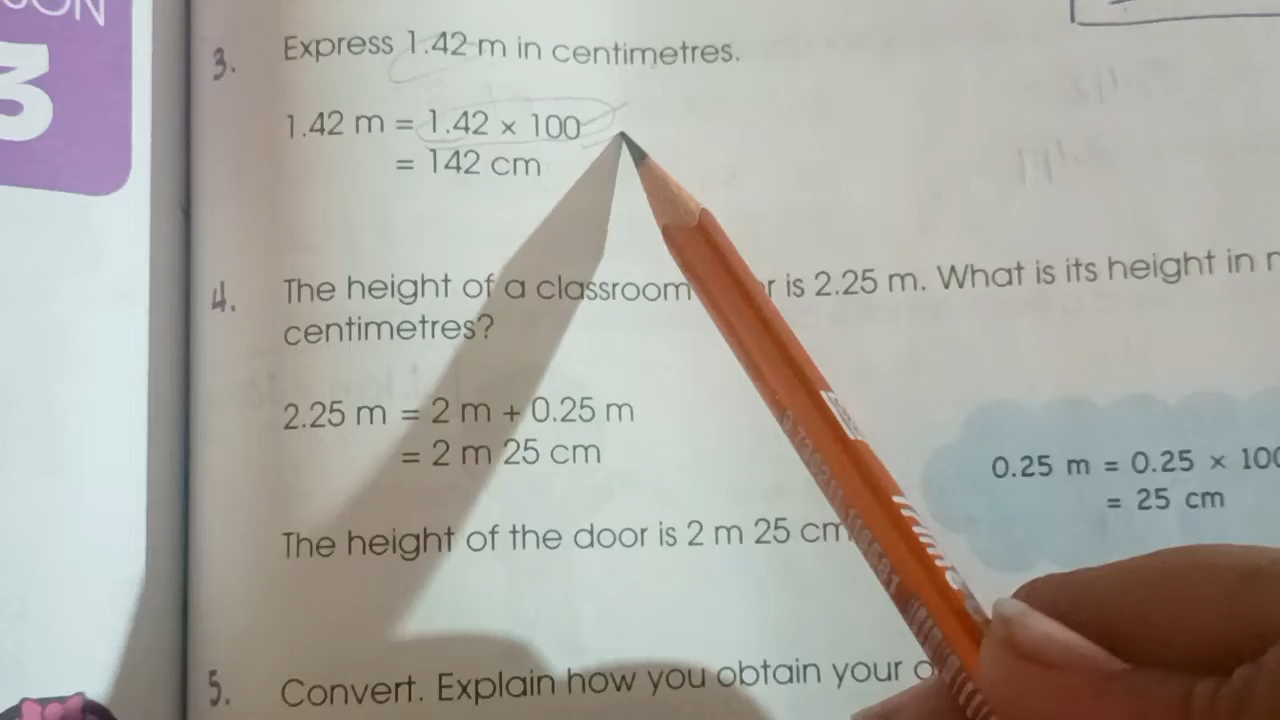 SON
3
3. Express 1.42 m in centimetres.
1.42 m = 1.42 × 100
= 142 cm
4. The height of a classroom r is 2.25 m. What is its height in
centimetres?
2.25 m = 2 m + 0.25 m
= 2 m 25 cm
0.25 m = 0.25 × 100
= 25 cm
The height of the door is 2 m 25 cm
5. Convert. Explain how you obtain your